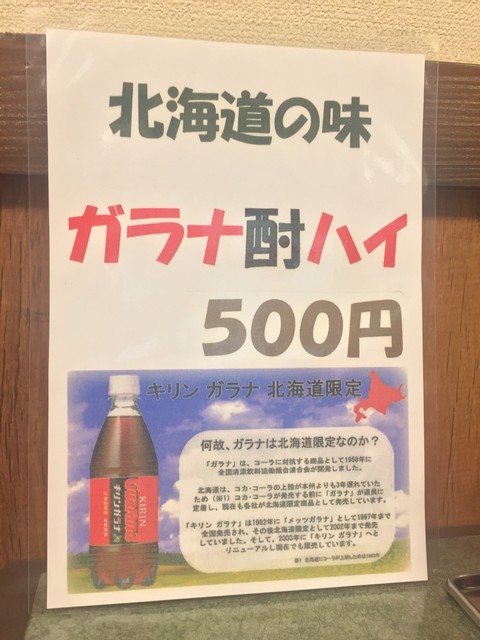 北海道の味
ガラナ酎ハイ
500円
キリン ガラナ 北海道限定
何故、ガラナは北海道限定なのか？
「ガラナ」は、コーラに対抗する商品として1958年に
全国清涼飲料協働組合連合会が開発しました。
北海道は、コカ・コーラの上陸が本州よりも3年遅れていた
ため（※1）コカ・コーラが発売する前に「ガラナ」が道民に
定着し、現在も各社が北海道限定商品として発売しています。
「キリン ガラナ」は1982年に「メッツガラナ」として1997年まで
全国発売され、その後北海道限定として2002年まで発売
していました。そして、2003年に「キリン ガラナ」へと
リニューアルし現在でも販売しています。
KIRIN
Guarana
キリンガラナ